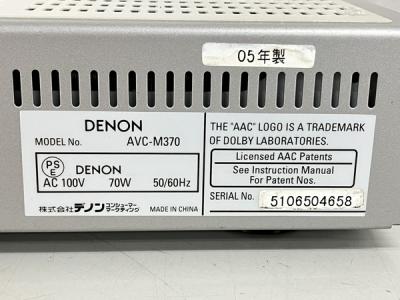 05年製
DENON
MODEL No. AVC-M370
PS
E
DENON
AC 100V 70W 50/60Hz
株式会社デノン コンシューマー
マーケティング
MADE IN CHINA
THE "AAC" LOGO IS A TRADEMARK
OF DOLBY LABORATORIES.
Licensed AAC Patents
See Instruction Manual
For Patent Nos.
SERIAL No. 5106504658